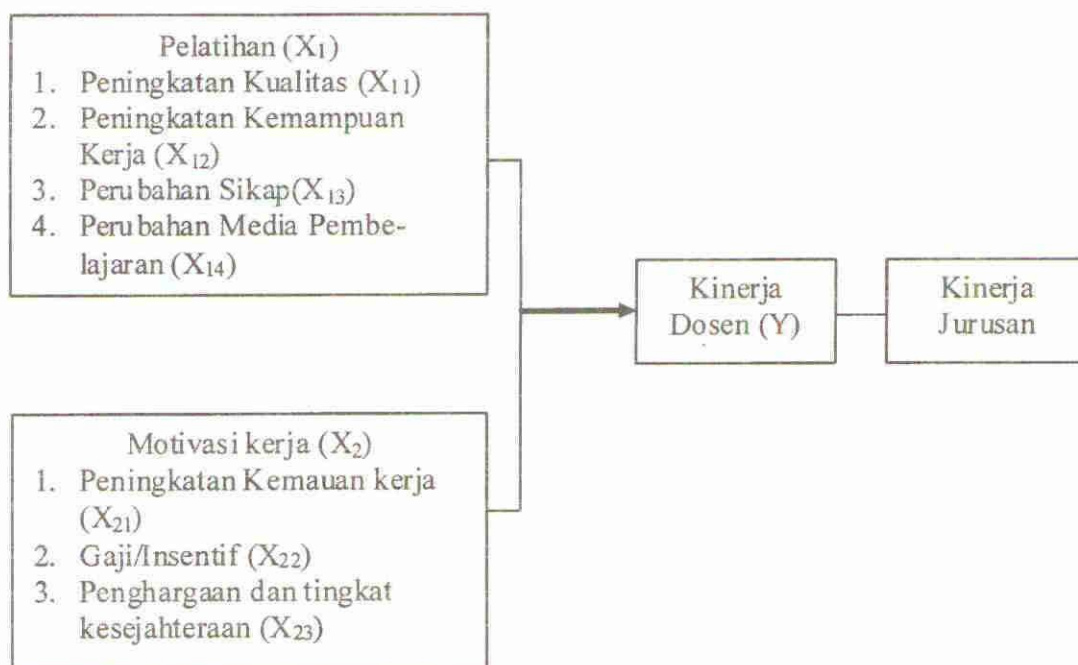 Pelatihan (X₁)
1. Peningkatan Kualitas (X₁₁)
2. Peningkatan Kemampuan
Kerja (X₁₂)
3. Perubahan Sikap(X₁₃)
4. Perubahan Media Pembe-
lajaran (X₁₄)
Kinerja
Dosen (Y)
Kinerja
Jurusan
Motivasi kerja (X₂)
1. Peningkatan Kemauan kerja
(X₂₁)
2. Gaji/Insentif (X₂₂)
3. Penghargaan dan tingkat
kesejahteraan (X₂₃)